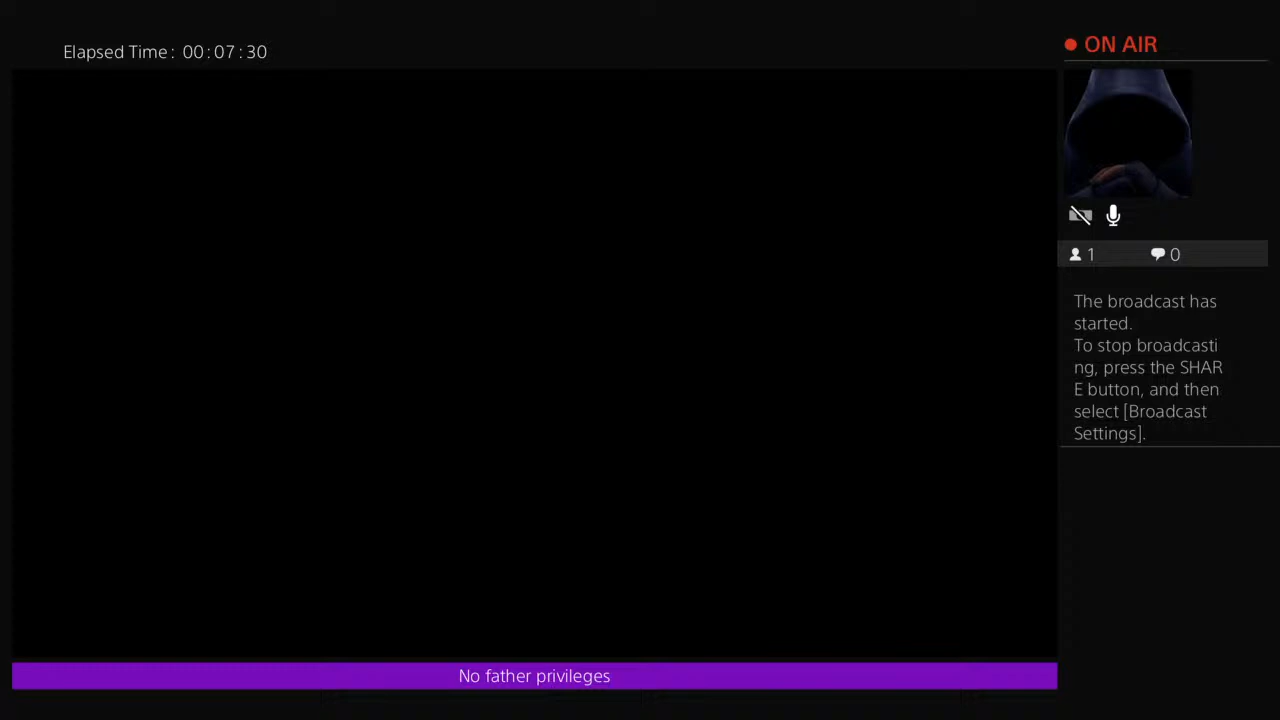 Elapsed Time: 00:07:30
ON AIR
1 0
The broadcast has
started.
To stop broadcasti
ng, press the SHAR
E button, and then
select [Broadcast
Settings].
No father privileges